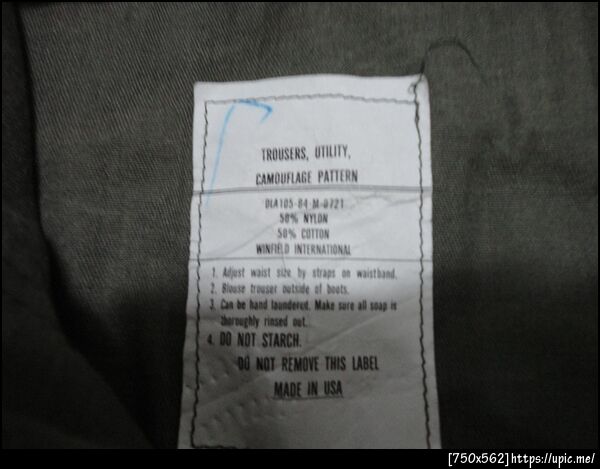 TROUSERS, UTILITY,
CAMOUFLAGE PATTERN
DLA105-84-M-0721
50% NYLON
50% COTTON
WINFIELD INTERNATIONAL
1. Adjust waist size by straps on waistband.
2. Blouse trouser outside of boots.
3. Can be hand laundered. Make sure all soap is
thoroughly rinsed out.
4. DO NOT STARCH.
DO NOT REMOVE THIS LABEL
MADE IN USA
[750x562]https://upic.me/